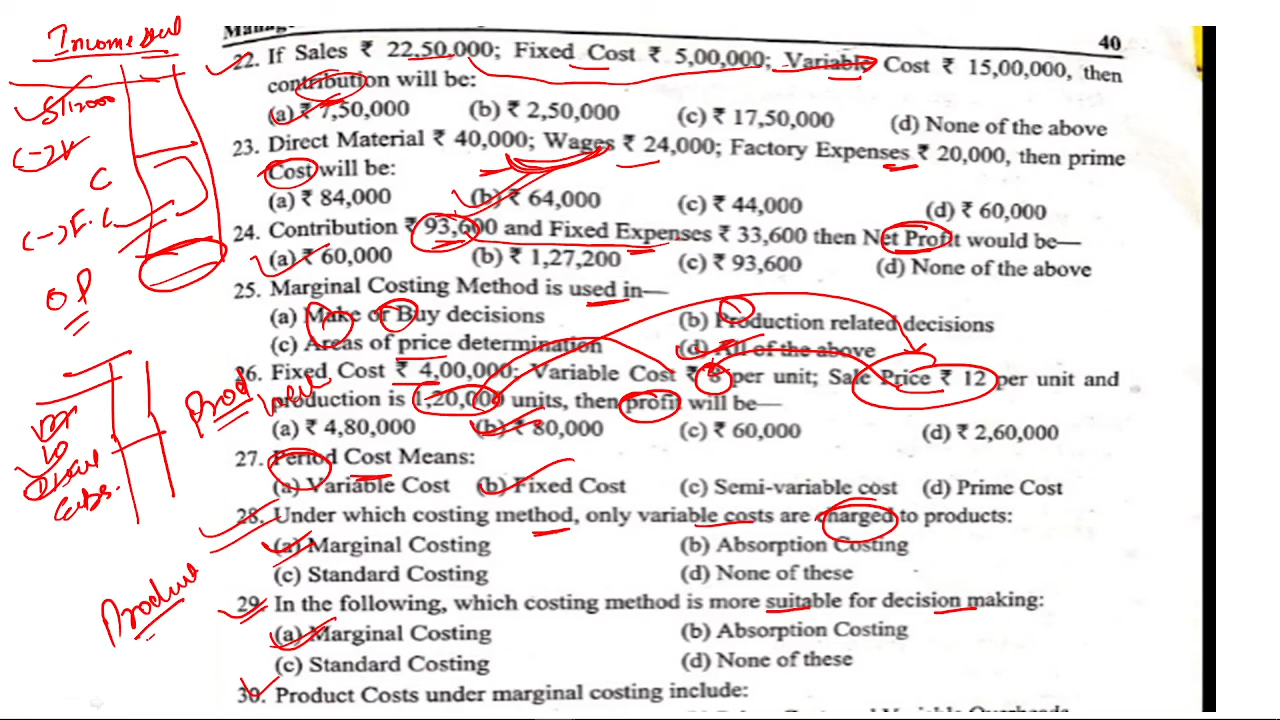 40
22. If Sales ₹ 22,50,000; Fixed Cost ₹ 5,00,000; Variable Cost ₹ 15,00,000, then
contribution will be:
(a) ₹ 7,50,000 (b) ₹ 2,50,000 (c) ₹ 17,50,000 (d) None of the above
23. Direct Material ₹ 40,000; Wages ₹ 24,000; Factory Expenses ₹ 20,000, then prime
Cost will be:
(a) ₹ 84,000 (b) ₹ 64,000 (c) ₹ 44,000 (d) ₹ 60,000
24. Contribution ₹ 93,600 and Fixed Expenses ₹ 33,600 then Net Profit would be—
(a) ₹ 60,000 (b) ₹ 1,27,200 (c) ₹ 93,600 (d) None of the above
25. Marginal Costing Method is used in—
(a) Make or Buy decisions (b) Production related decisions
(c) Areas of price determination (d) All of the above
26. Fixed Cost ₹ 4,00,000; Variable Cost ₹ per unit; Sale Price ₹ 12 per unit and
production is 1,20,000 units, then profit will be—
(a) ₹ 4,80,000 (b) ₹ 80,000 (c) ₹ 60,000 (d) ₹ 2,60,000
27. Period Cost Means:
(a) Variable Cost (b) Fixed Cost (c) Semi-variable cost (d) Prime Cost
28. Under which costing method, only variable costs are charged to products:
(a) Marginal Costing (b) Absorption Costing
(c) Standard Costing (d) None of these
29. In the following, which costing method is more suitable for decision making:
(a) Marginal Costing (b) Absorption Costing
(c) Standard Costing (d) None of these
30. Product Costs under marginal costing include:
Income
(-) V
C
(-) F.C
OP
Product